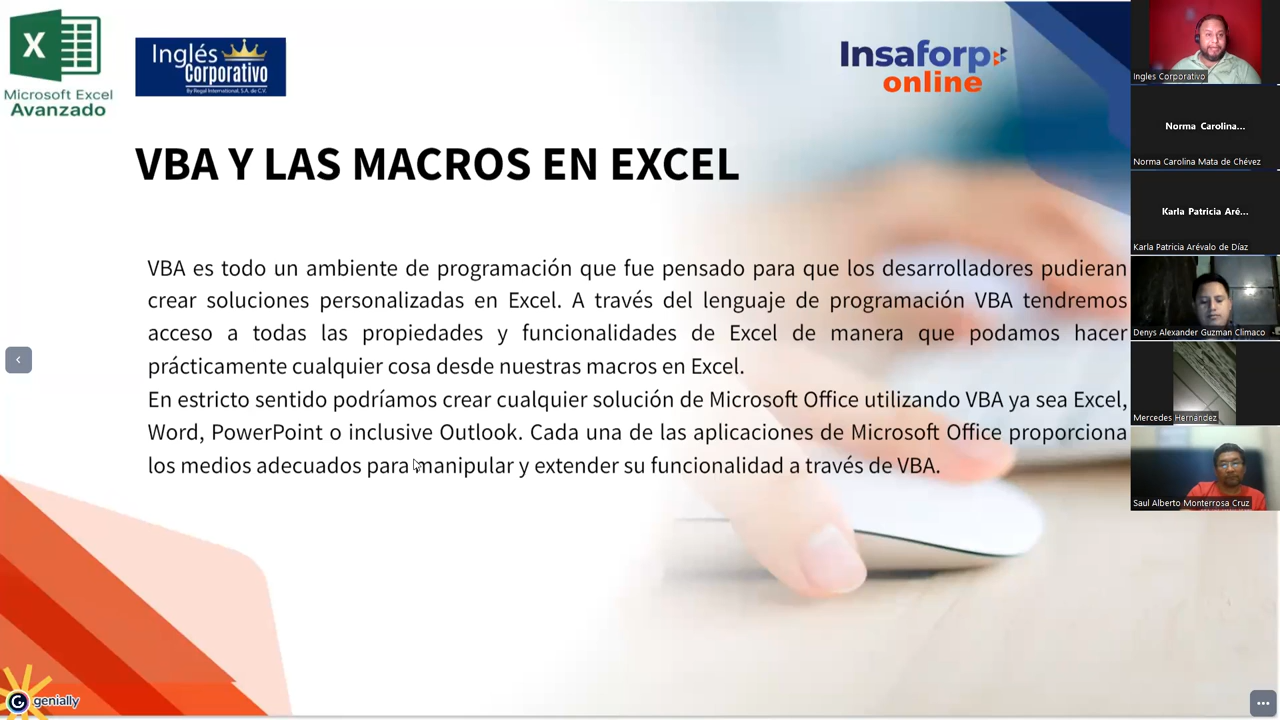 Microsoft Excel
Avanzado
Inglés
Corporativo
By Regal International, S.A. de C.V.
Insaforp
online
VBA Y LAS MACROS EN EXCEL
VBA es todo un ambiente de programación que fue pensado para que los desarrolladores pudieran
crear soluciones personalizadas en Excel. A través del lenguaje de programación VBA tendremos
acceso a todas las propiedades y funcionalidades de Excel de manera que podamos hacer
prácticamente cualquier cosa desde nuestras macros en Excel.
En estricto sentido podríamos crear cualquier solución de Microsoft Office utilizando VBA ya sea Excel,
Word, PowerPoint o inclusive Outlook. Cada una de las aplicaciones de Microsoft Office proporciona
los medios adecuados para manipular y extender su funcionalidad a través de VBA.
genially
Ingles Corporativo
Norma Carolina...
Norma Carolina Mata de Chévez
Karla Patricia Aré...
Karla Patricia Arévalo de Díaz
Denys Alexander Guzman Climaco
Mercedes Hernández
Saul Alberto Monterrosa Cruz